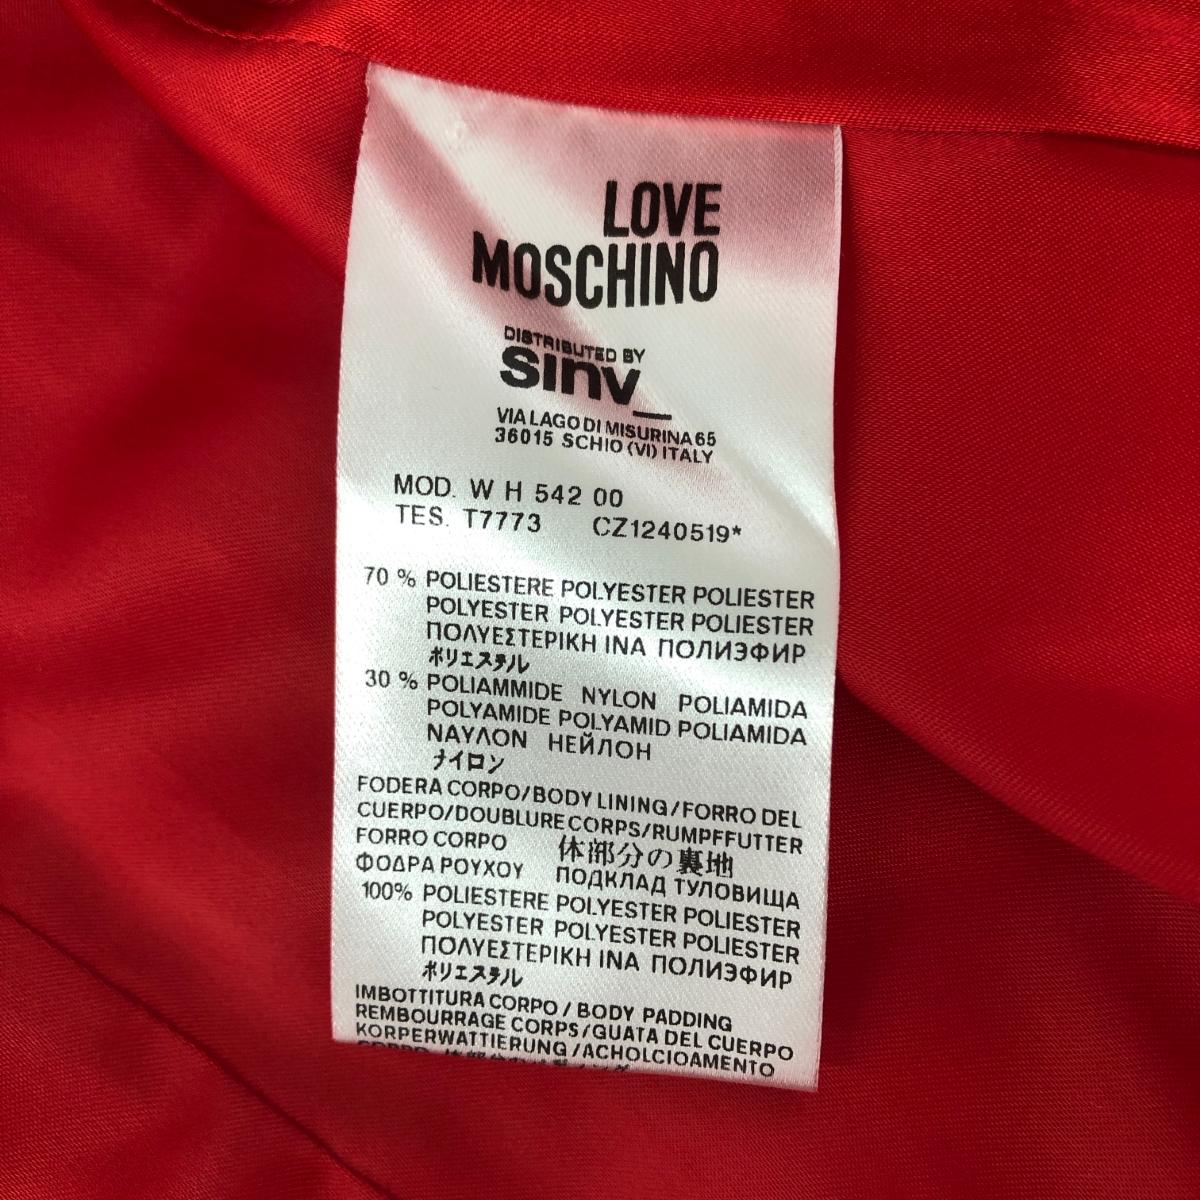 LOVE
MOSCHINO
DISTRIBUTED BY
sinv_
VIA LAGO DI MISURINA 65
36015 SCHIO (VI) ITALY
MOD. W H 542 00
TES. T7773 CZ1240519*
70 % POLIESTERE POLYESTER POLIESTER
POLYESTER POLYESTER POLIESTER
ΠΟΛΥΕΣΤΕΡΙΚΗ ΙΝΑ ПОЛИЭФИР
ポリエステル
30 % POLIAMMIDE NYLON POLIAMIDA
POLYAMIDE POLYAMID POLIAMIDA
ΝΑΥΛΟΝ НЕЙЛОН
ナイロン
FODERA CORPO/BODY LINING/FORRO DEL
CUERPO/DOUBLURE CORPS/RUMPFFUTTER
FORRO CORPO 体部分の裏地
ΦΟΔΡΑ ΡΟΥΧΟΥ ПОДКЛАД ТУЛОВИЩА
100% POLIESTERE POLYESTER POLIESTER
POLYESTER POLYESTER POLIESTER
ΠΟΛΥΕΣΤΕΡΙΚΗ ΙΝΑ ПОЛИЭФИР
ポリエステル
IMBOTTITURA CORPO / BODY PADDING
REMBOURRAGE CORPS/GUATA DEL CUERPO
KORPERWATTIERUNG /ACHOLCIOAMENTO